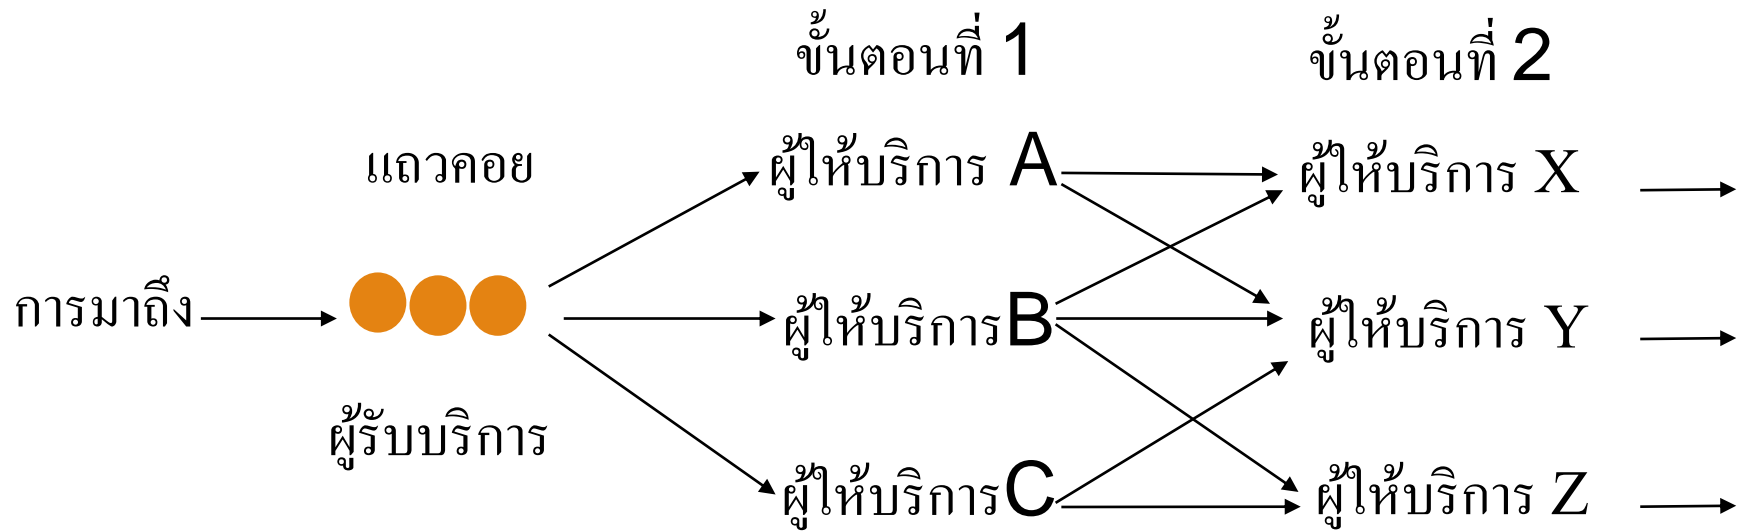 ขั้นตอนที่ 1
ขั้นตอนที่ 2
แถวคอย
ผู้ให้บริการ A
ผู้ให้บริการ X
การมาถึง
ผู้ให้บริการ B
ผู้ให้บริการ Y
ผู้รับบริการ
ผู้ให้บริการ C
ผู้ให้บริการ Z